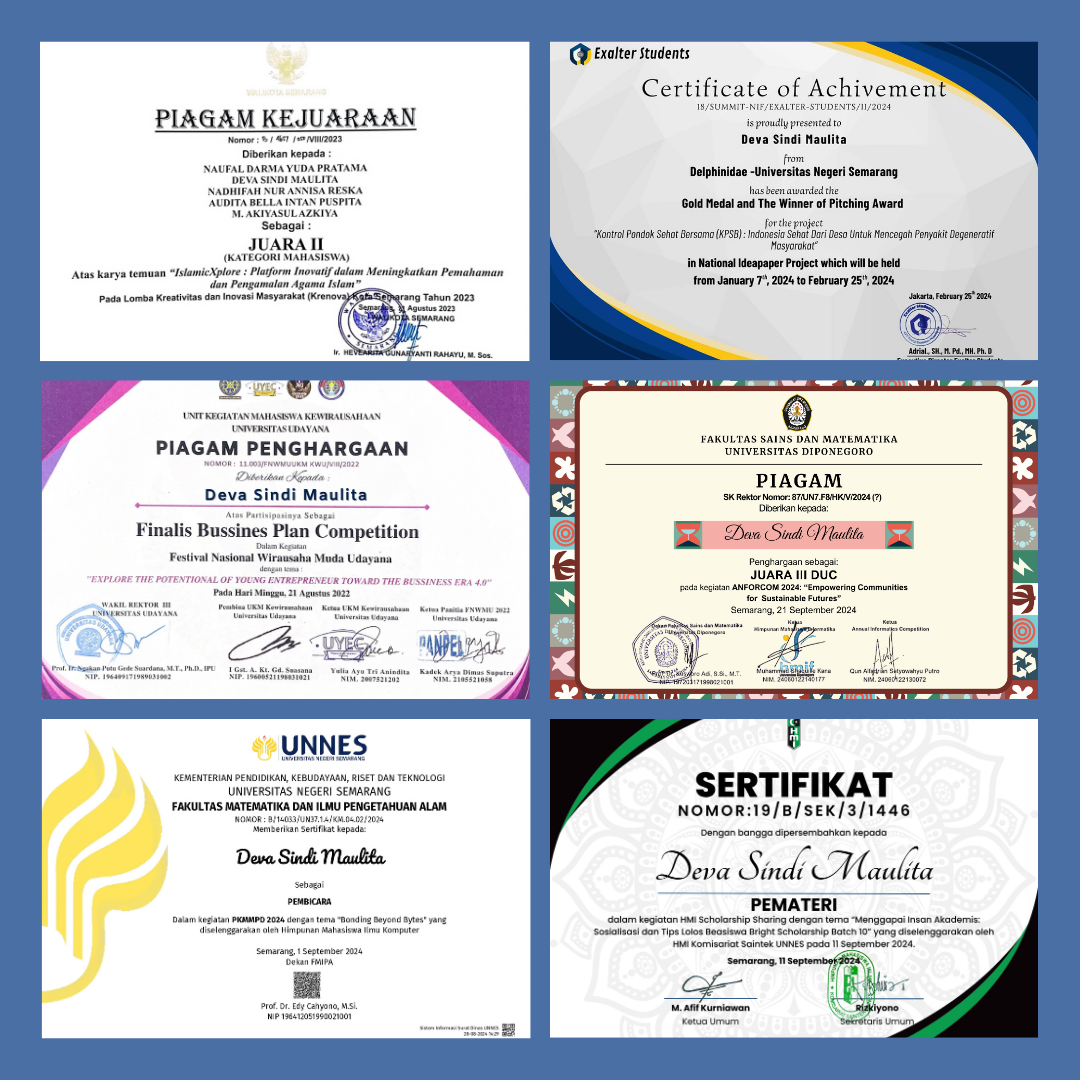 WALIKOTA SEMARANG
PIAGAM KEJUARAAN
Nomor : /VIII/2023
Diberikan kepada :
NAUFAL DARMA YUDA PRATAMA
DEVA SINDI MAULITA
NADHIFAH NUR ANNISA RESKA
AUDITA BELLA INTAN PUSPITA
M. AKIYASUL AZKIYA
Sebagai :
JUARA II
(KATEGORI MAHASISWA)
Atas karya temuan “IslamicXplore : Platform Inovatif dalam Meningkatkan Pemahaman
dan Pengamalan Agama Islam”
Pada Lomba Kreativitas dan Inovasi Masyarakat (Krenova) Kota Semarang Tahun 2023
Semarang, Agustus 2023
WALIKOTA SEMARANG
Ir. HEVEARITA GUNARYANTI RAHAYU, M. Sos.
Exalter Students
Certificate of Achivement
18/SUMMIT-NIF/EXALTER-STUDENTS/II/2024
is proudly presented to
Deva Sindi Maulita
from
Delphinidae -Universitas Negeri Semarang
has been awarded the
Gold Medal and The Winner of Pitching Award
for the project
“Kontrol Pondok Sehat Bersama (KPSB) : Indonesia Sehat Dari Desa Untuk Mencegah Penyakit Degeneratif
Masyarakat”
in National Ideapaper Project which will be held
from January 7th, 2024 to February 25th, 2024
Jakarta, February 25th 2024
Adrial., SH., M. Pd., MH. Ph. D
Executive Director Exalter Students
UYEC
UNIT KEGIATAN MAHASISWA KEWIRAUSAHAAN
UNIVERSITAS UDAYANA
PIAGAM PENGHARGAAN
NOMOR : 11.003/FNWMUUKM KWU/VIII/2022
Diberikan Kepada :
Deva Sindi Maulita
Atas Partisipasinya Sebagai
Finalis Bussines Plan Competition
Dalam Kegiatan
Festival Nasional Wirausaha Muda Udayana
dengan tema :
"EXPLORE THE POTENTIONAL OF YOUNG ENTREPRENEUR TOWARD THE BUSSINESS ERA 4.0"
Pada Hari Minggu, 21 Agustus 2022
WAKIL REKTOR III
UNIVERSITAS UDAYANA
Prof. Ir. Ngakan Putu Gede Suardana, M.T., Ph.D., IPU
NIP. 196409171989031002
Pembina UKM Kewirausahaan
Universitas Udayana
I Gst. A. Kt. Gd. Suasana
NIP. 196005211198031021
Ketua UKM Kewirausahaan
Universitas Udayana
UYEC
Yulia Ayu Tri Anindita
NIM. 2007521202
Ketua Panitia FNWMU 2022
Universitas Udayana
Kadek Arya Dimas Suputra
NIM. 2105521058
FAKULTAS SAINS DAN MATEMATIKA
UNIVERSITAS DIPONEGORO
PIAGAM
SK Rektor Nomor: 87/UN7.F8/HK/V/2024 (?)
Diberikan kepada:
Deva Sindi Maulita
Penghargaan sebagai:
JUARA III DUC
pada kegiatan ANFORCOM 2024: “Empowering Communities
for Sustainable Futures”
Semarang, 21 September 2024
Dekan Fakultas Sains dan Matematika
Universitas Diponegoro
Adi, S.Si., M.T.
Ketua
Himpunan Mahasiswa Informatika
NIM. 24060122140177
Ketua
Annual Informatics Competition
Qun Alfadrian Setyowahyu Putro
NIM. 24060122130072
UNNES
UNIVERSITAS NEGERI SEMARANG
KEMENTERIAN PENDIDIKAN, KEBUDAYAAN, RISET DAN TEKNOLOGI
UNIVERSITAS NEGERI SEMARANG
FAKULTAS MATEMATIKA DAN ILMU PENGETAHUAN ALAM
NOMOR : B/14033/UN37.1.4/KM.04.02/2024
Memberikan Sertifikat kepada:
Deva Sindi Maulita
Sebagai
PEMBICARA
Dalam kegiatan PKMMPD 2024 dengan tema "Bonding Beyond Bytes" yang
diselenggarakan oleh Himpunan Mahasiswa Ilmu Komputer
Semarang, 1 September 2024
Dekan FMIPA
Prof. Dr. Edy Cahyono, M.Si.
NIP 196412051990021001
Sistem Informasi Surat Dinas UNNES
28-08-2024 14:29
HMI
SERTIFIKAT
NOMOR:19/B/SEK/3/1446
Dengan bangga dipersembahkan kepada
Deva Sindi Maulita
PEMATERI
dalam kegiatan HMI Scholarship Sharing dengan tema “Menggapai Insan Akademis:
Sosialisasi dan Tips Lolos Beasiswa Bright Scholarship Batch 10” yang diselenggarakan oleh
HMI Komisariat Saintek UNNES pada 11 September 2024.
Semarang, 11 September 2024
M. Afif Kurniawan
Ketua Umum
Rizkiyono
Sekretaris Umum